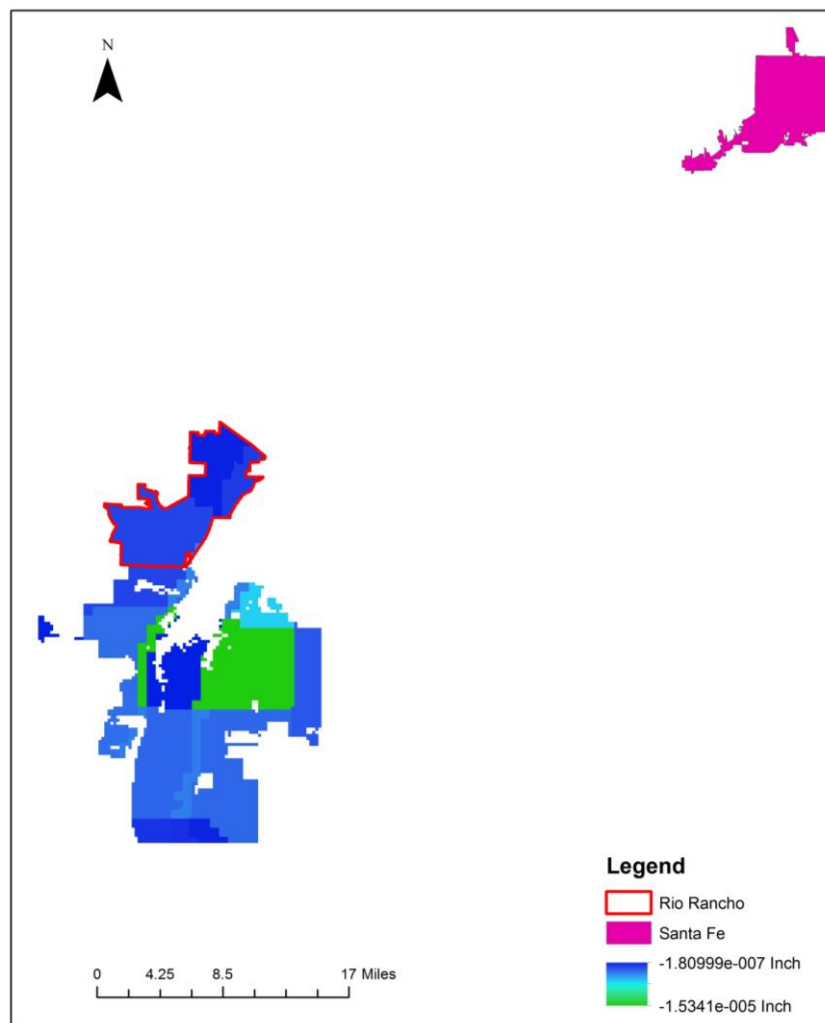 N
Legend
Rio Rancho
Santa Fe
-1.80999e-007 Inch
-1.5341e-005 Inch
0 4.25 8.5 17 Miles